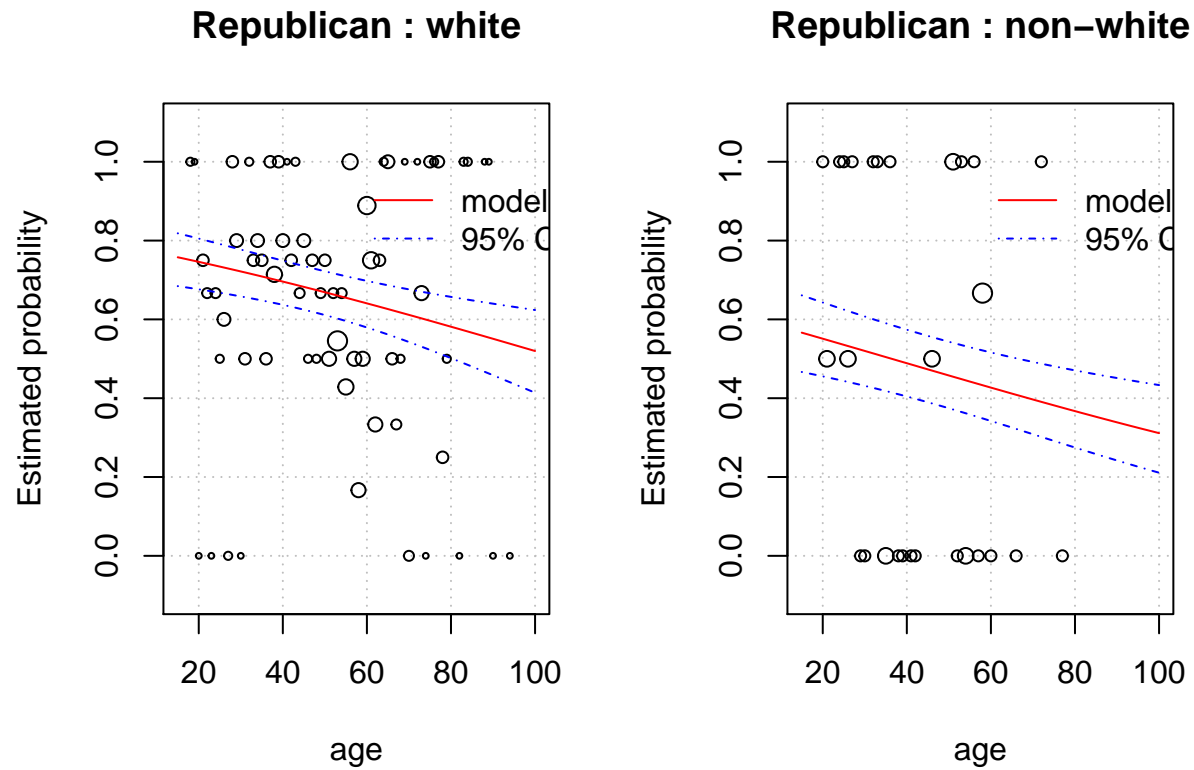 Republican : white
Estimated probability
0.0 0.2 0.4 0.6 0.8 1.0
model
95% C
20 40 60 80 100
age
Republican : non−white
Estimated probability
0.0 0.2 0.4 0.6 0.8 1.0
model
95% C
20 40 60 80 100
age